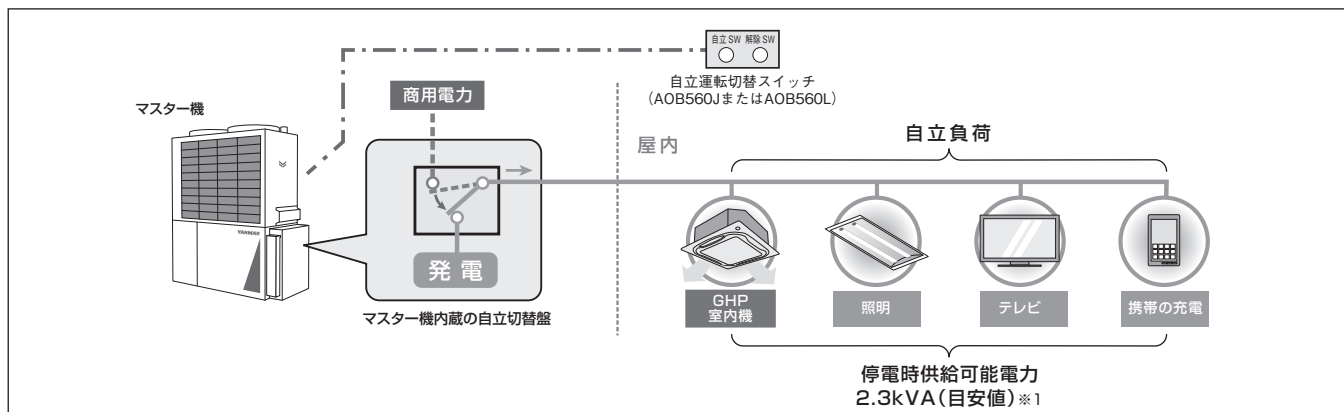 自立SW 解除SW
自立運転切替スイッチ
（AOB560JまたはAOB560L）
商用電力
マスター機
YANMAR
発電
マスター機内蔵の自立切替盤
屋内
自立負荷
GHP
室内機
照明
テレビ
携帯の充電
停電時供給可能電力
2.3kVA（目安値）※1